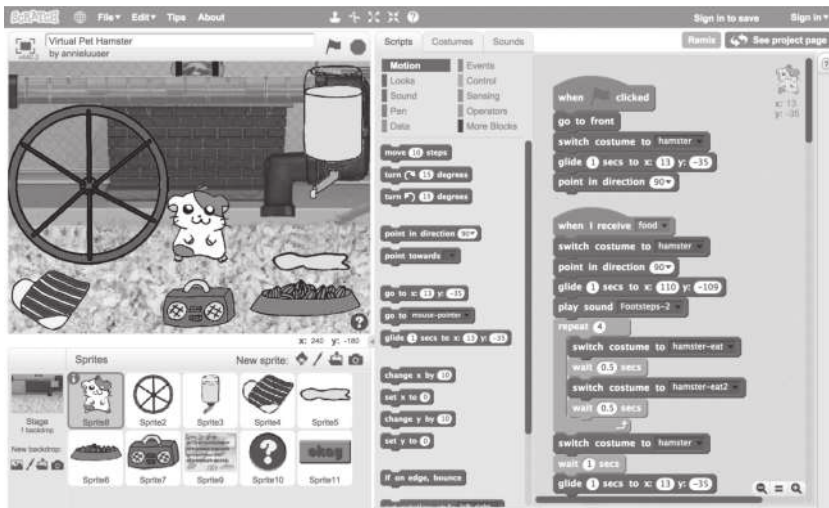 SCRATCH File▾ Edit▾ Tips About Sign in to save Sign in▾
Virtual Pet Hamster
by annieluuser
x: 240 y: -180
Sprites New sprite:
Stage
1 backdrop
New backdrop:
Sprite8 Sprite2 Sprite3 Sprite4 Sprite5
okay
Sprite6 Sprite7 Sprite9 Sprite10 Sprite11
Scripts Costumes Sounds
Remix See project page
Motion Events
Looks Control
Sound Sensing
Pen Operators
Data More Blocks
move 10 steps
turn ↻ 15 degrees
turn ↺ 15 degrees
point in direction 90▾
point towards
go to x: 13 y: -35
go to mouse-pointer
glide 1 secs to x: 13 y: -35
change x by 10
set x to 0
change y by 10
set y to 0
if on edge, bounce
x: 13
y: -35
when clicked
go to front
switch costume to hamster
glide 1 secs to x: 13 y: -35
point in direction 90▾
when I receive food
switch costume to hamster
point in direction 90▾
glide 1 secs to x: 110 y: -109
play sound Footsteps-2
repeat 4
switch costume to hamster-eat
wait 0.5 secs
switch costume to hamster-eat2
wait 0.5 secs
switch costume to hamster
wait 1 secs
glide 1 secs to x: 13 y: -35